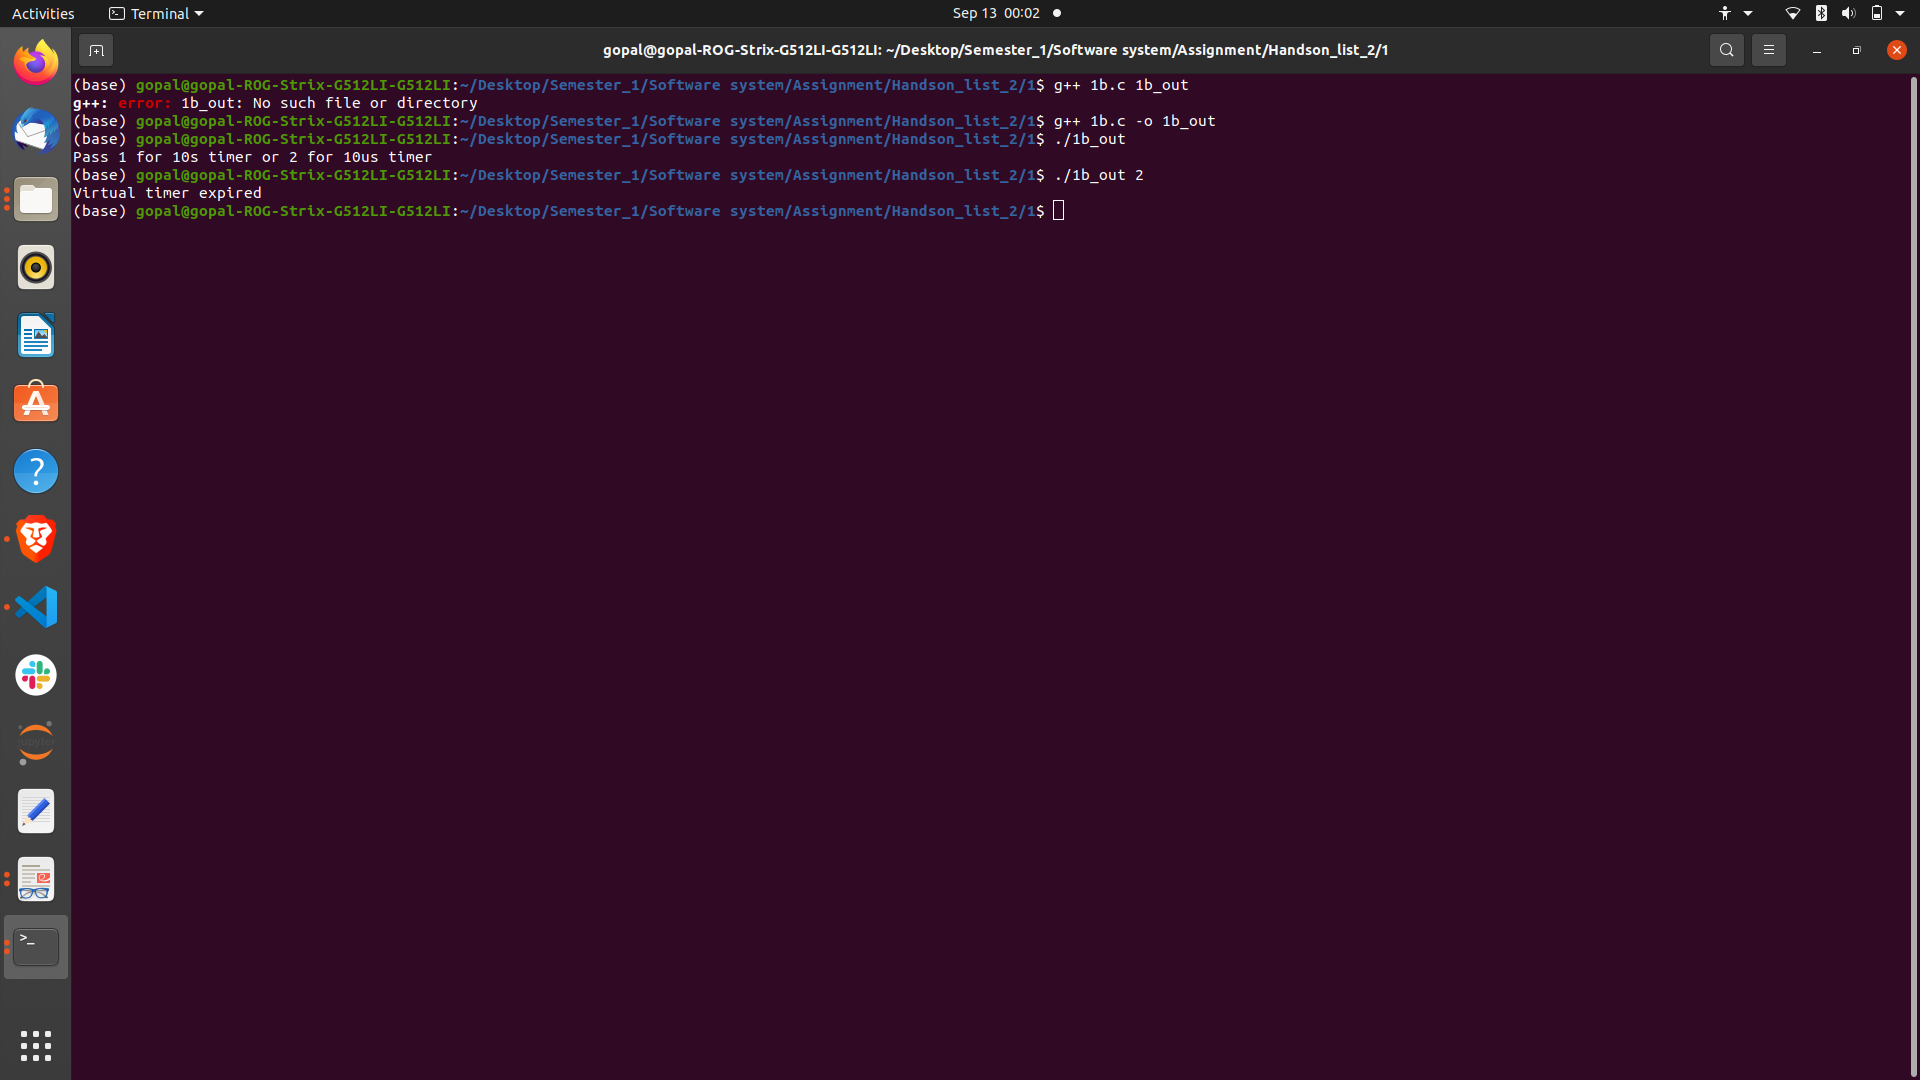 Activities
Terminal
Sep 13 00:02
gopal@gopal-ROG-Strix-G512LI-G512LI: ~/Desktop/Semester_1/Software system/Assignment/Handson_list_2/1
(base) gopal@gopal-ROG-Strix-G512LI-G512LI:~/Desktop/Semester_1/Software system/Assignment/Handson_list_2/1$ g++ 1b.c 1b_out
g++: error: 1b_out: No such file or directory
(base) gopal@gopal-ROG-Strix-G512LI-G512LI:~/Desktop/Semester_1/Software system/Assignment/Handson_list_2/1$ g++ 1b.c -o 1b_out
(base) gopal@gopal-ROG-Strix-G512LI-G512LI:~/Desktop/Semester_1/Software system/Assignment/Handson_list_2/1$ ./1b_out
Pass 1 for 10s timer or 2 for 10us timer
(base) gopal@gopal-ROG-Strix-G512LI-G512LI:~/Desktop/Semester_1/Software system/Assignment/Handson_list_2/1$ ./1b_out 2
Virtual timer expired
(base) gopal@gopal-ROG-Strix-G512LI-G512LI:~/Desktop/Semester_1/Software system/Assignment/Handson_list_2/1$
jupyter